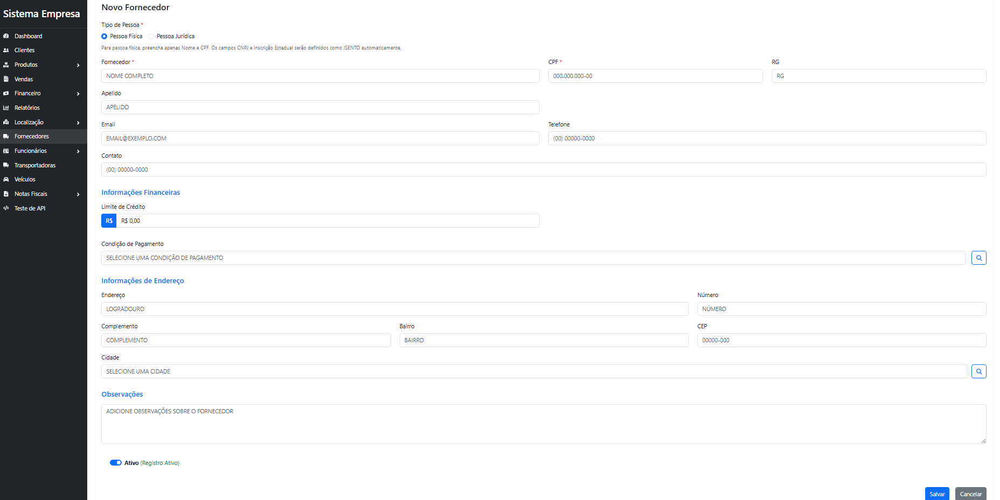 Sistema Empresa
Dashboard
Clientes
Produtos
Vendas
Financeiro
Relatórios
Localização
Fornecedores
Funcionários
Transportadoras
Veículos
Notas Fiscais
Teste de API
Novo Fornecedor
Tipo de Pessoa *
Pessoa Física Pessoa Jurídica
Para pessoa física, preencha apenas Nome e CPF. Os campos CNPJ e Inscrição Estadual serão definidos como ISENTO automaticamente.
Fornecedor * CPF * RG
NOME COMPLETO 000.000.000-00 RG
Apelido
APELIDO
Email Telefone
EMAIL@EXEMPLO.COM (00) 00000-0000
Contato
(00) 00000-0000
Informações Financeiras
Limite de Crédito
R$ R$ 0,00
Condição de Pagamento
SELECIONE UMA CONDIÇÃO DE PAGAMENTO
Informações de Endereço
Endereço Número
LOGRADOURO NÚMERO
Complemento Bairro CEP
COMPLEMENTO BAIRRO 00000-000
Cidade
SELECIONE UMA CIDADE
Observações
ADICIONE OBSERVAÇÕES SOBRE O FORNECEDOR
Ativo (Registro Ativo)
Salvar Cancelar